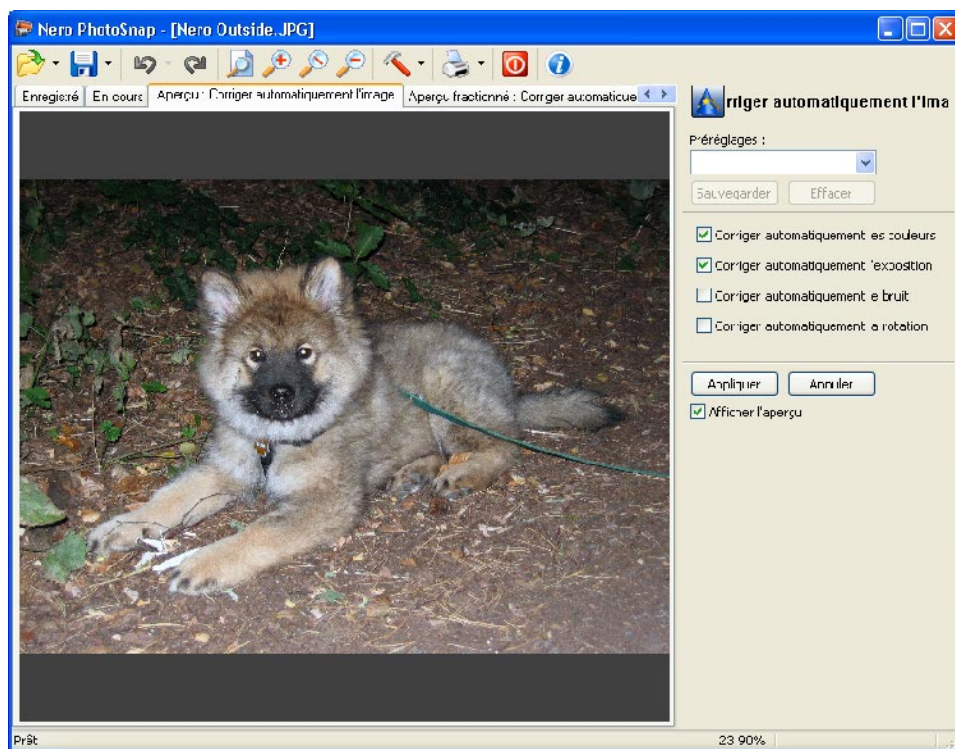 Nero PhotoSnap - [Nero Outside.JPG]
Enregistré
En cours
Aperçu : Corriger automatiquement l'image
Aperçu fractionné : Corriger automatique
rriger automatiquement l'Ima
Préréglages :
Sauvegarder
Effacer
Corriger automatiquement les couleurs
Corriger automatiquement l'exposition
Corriger automatiquement le bruit
Corriger automatiquement la rotation
Appliquer
Annuler
Afficher l'aperçu
Prêt
23.90%